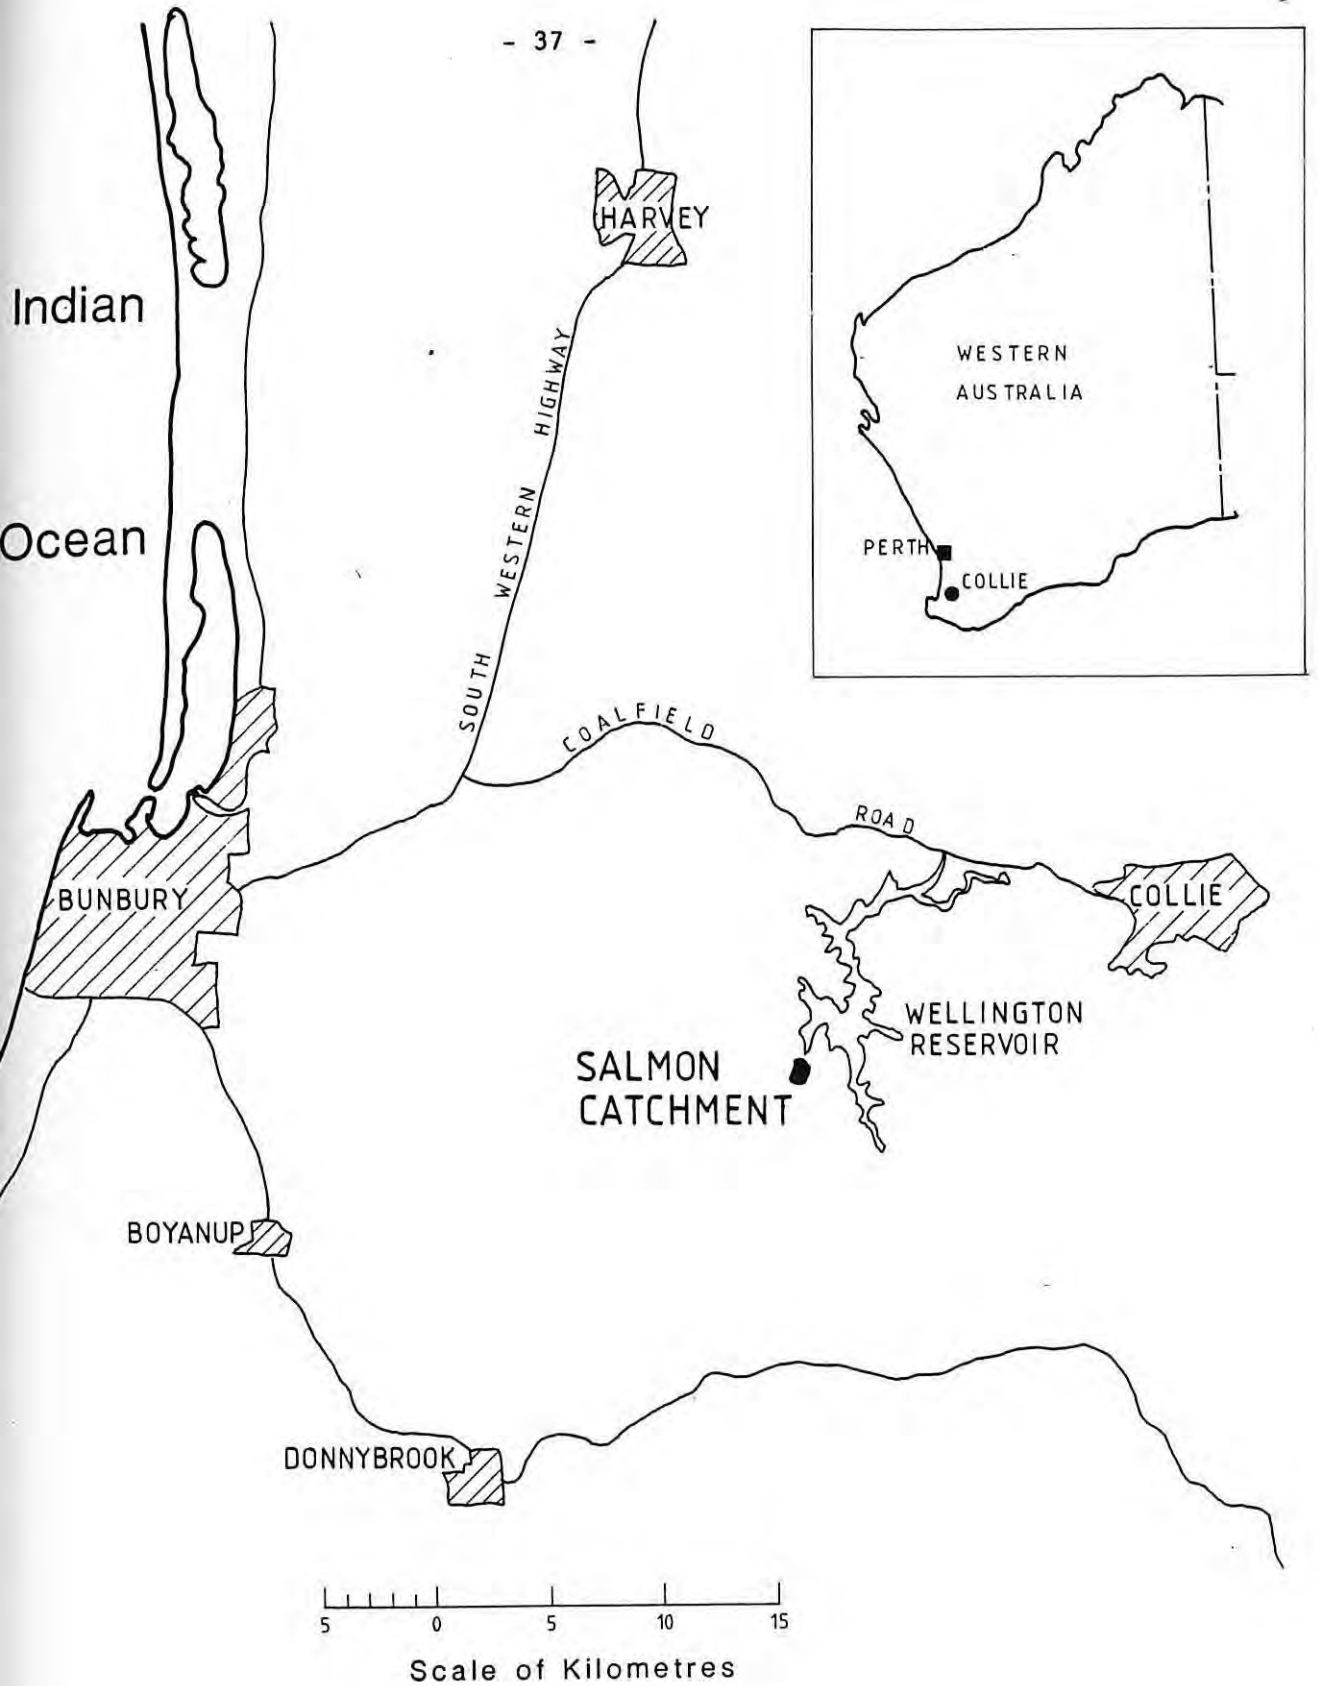 - 37 -
HARVEY
Indian
Ocean
SOUTH WESTERN HIGHWAY
WESTERN
AUSTRALIA
PERTH
COLLIE
COALFIELD ROAD
BUNBURY
COLLIE
WELLINGTON
RESERVOIR
SALMON
CATCHMENT
BOYANUP
DONNYBROOK
5 0 5 10 15
Scale of Kilometres